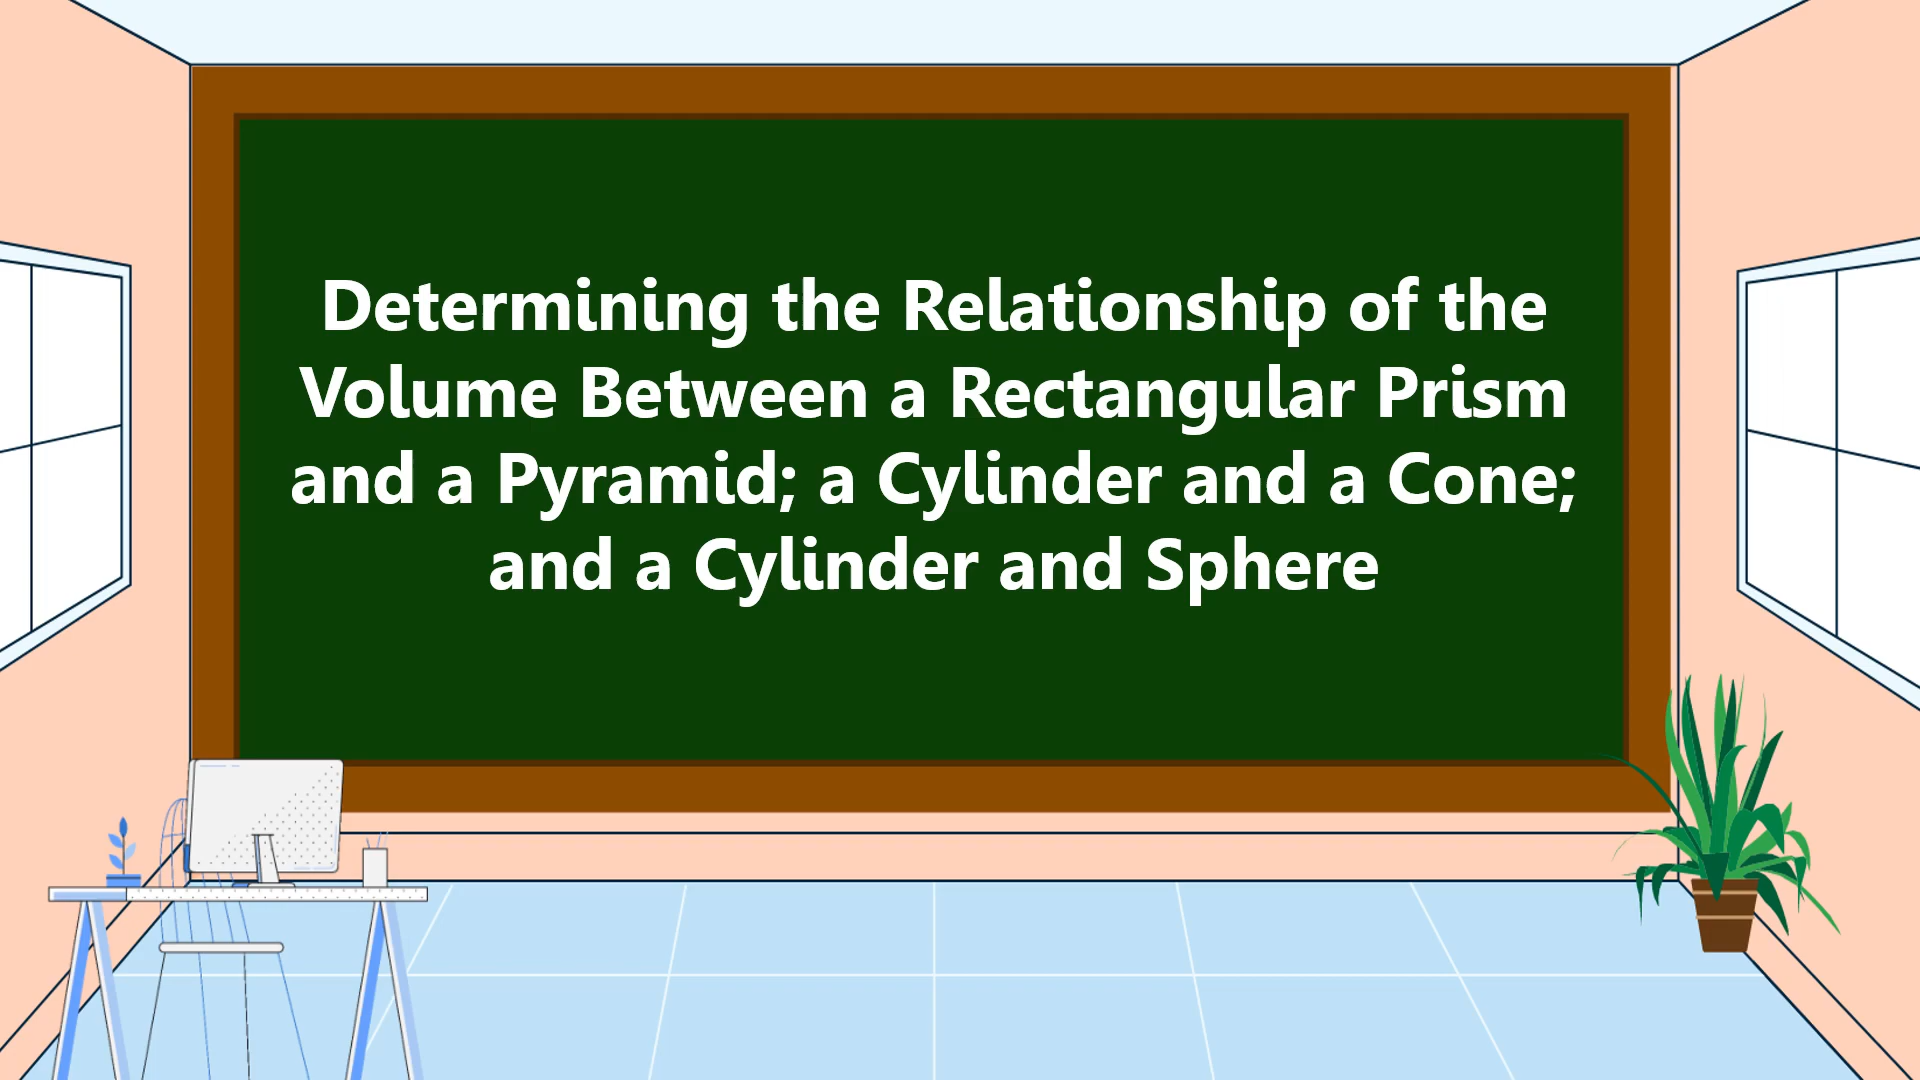 Determining the Relationship of the
Volume Between a Rectangular Prism
and a Pyramid; a Cylinder and a Cone;
and a Cylinder and Sphere